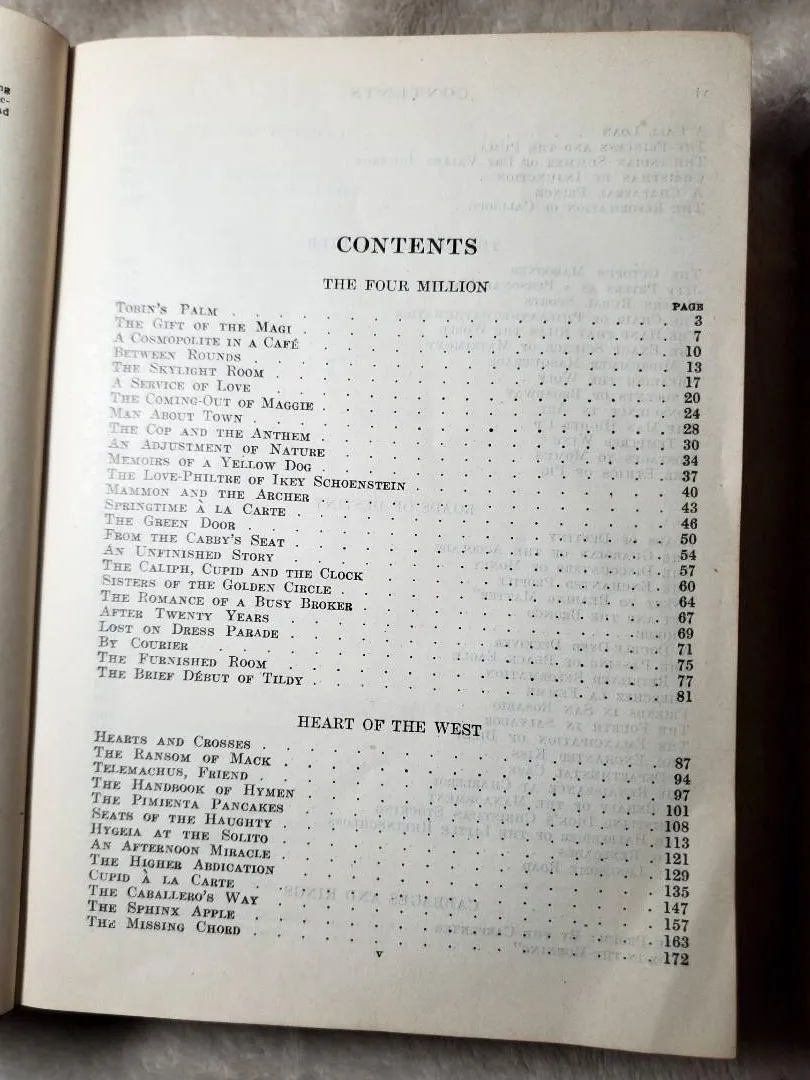 CONTENTS
THE FOUR MILLION
PAGE
TOBIN'S PALM . . . 3
THE GIFT OF THE MAGI . . . 7
A COSMOPOLITE IN A CAFÉ . . . 10
BETWEEN ROUNDS . . . 13
THE SKYLIGHT ROOM . . . 17
A SERVICE OF LOVE . . . 20
THE COMING-OUT OF MAGGIE . . . 24
MAN ABOUT TOWN . . . 28
THE COP AND THE ANTHEM . . . 30
AN ADJUSTMENT OF NATURE . . . 34
MEMOIRS OF A YELLOW DOG . . . 37
THE LOVE-PHILTRE OF IKEY SCHOENSTEIN . . . 40
MAMMON AND THE ARCHER . . . 43
SPRINGTIME À LA CARTE . . . 46
THE GREEN DOOR . . . 50
FROM THE CABBY'S SEAT . . . 54
AN UNFINISHED STORY . . . 57
THE CALIPH, CUPID AND THE CLOCK . . . 60
SISTERS OF THE GOLDEN CIRCLE . . . 64
THE ROMANCE OF A BUSY BROKER . . . 67
AFTER TWENTY YEARS . . . 69
LOST ON DRESS PARADE . . . 71
BY COURIER . . . 75
THE FURNISHED ROOM . . . 77
THE BRIEF DÉBUT OF TILDY . . . 81
HEART OF THE WEST
HEARTS AND CROSSES . . . 87
THE RANSOM OF MACK . . . 94
TELEMACHUS, FRIEND . . . 97
THE HANDBOOK OF HYMEN . . . 101
THE PIMIENTA PANCAKES . . . 108
SEATS OF THE HAUGHTY . . . 113
HYGEIA AT THE SOLITO . . . 121
AN AFTERNOON MIRACLE . . . 129
THE HIGHER ABDICATION . . . 135
CUPID À LA CARTE . . . 147
THE CABALLERO'S WAY . . . 157
THE SPHINX APPLE . . . 163
THE MISSING CHORD . . . 172
v